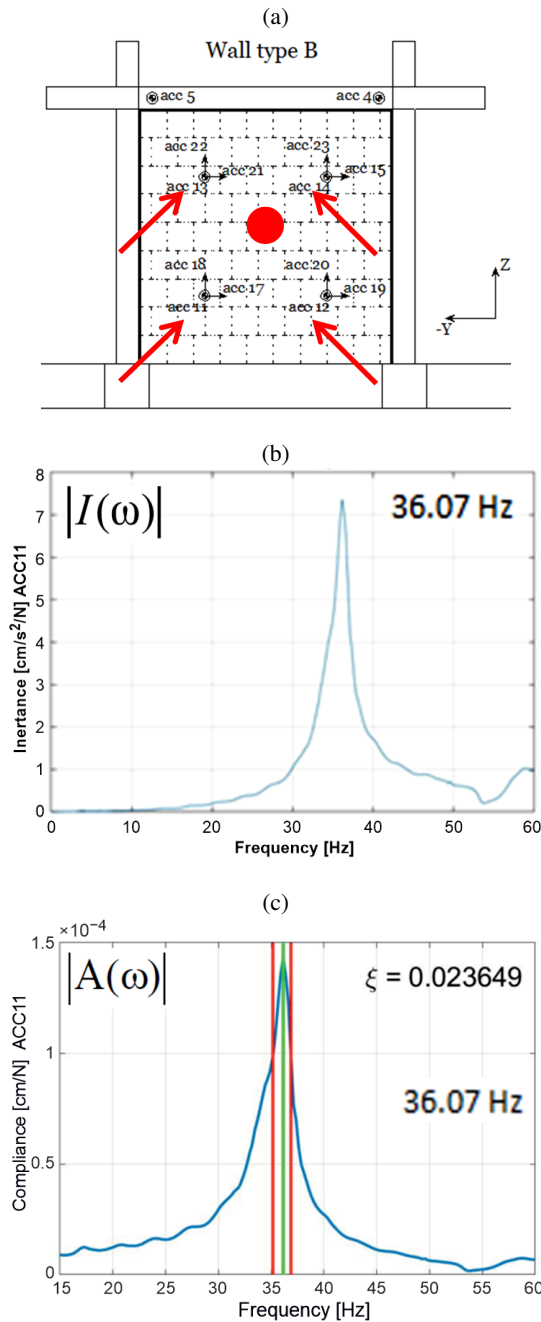 (a)
Wall type B
acc 5 acc 4
acc 22 acc 23
acc 21 acc 15
acc 13 acc 14
acc 18 acc 20
acc 17 acc 19
acc 11 acc 12
Z
-Y
(b)
|I(ω)| 36.07 Hz
8
7
6
5
4
3
2
1
0
Inertance [cm/s²/N] ACC11
0 10 20 30 40 50 60
Frequency [Hz]
(c)
×10⁻⁴
|A(ω)| ξ = 0.023649
36.07 Hz
1.5
1
0.5
0
Compliance [cm/N] ACC11
15 20 25 30 35 40 45 50 55 60
Frequency [Hz]